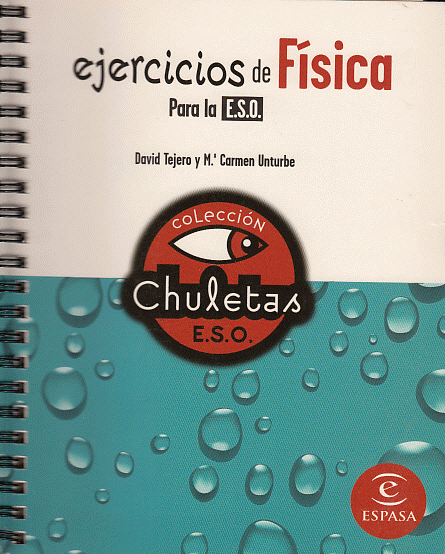 ejercicios de Física
Para la E.S.O.
David Tejero y M.ª Carmen Unturbe
coLección
Chuletas
E.S.O.
e
ESPASA